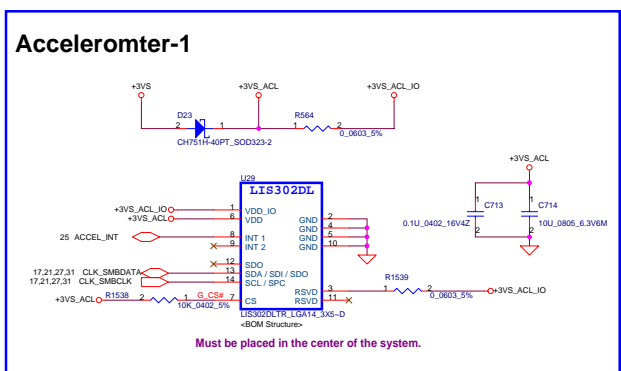 Acceleromter-1
+3VS +3VS_ACL +3VS_ACL_IO
D23 R564
2 1 1 2
CH751H-40PT_SOD323-2 0_0603_5%
+3VS_ACL
U29
LIS302DL
+3VS_ACL_IO 1 VDD_IO
+3VS_ACL 6 VDD
GND 2
GND 4
GND 5
GND 10
25 ACCEL_INT 8 INT 1
9 INT 2
12 SDO
17,21,27,31 CLK_SMBDATA 13 SDA / SDI / SDO
17,21,27,31 CLK_SMBCLK 14 SCL / SPC
+3VS_ACL R1538 2 1 G_CS# 7 CS
10K_0402_5%
RSVD 3
RSVD 11
R1539
1 2 +3VS_ACL_IO
0_0603_5%
1 C713 1 C714
0.1U_0402_16V4Z 2 2 10U_0805_6.3V6M
LIS302DLTR_LGA14_3X5~D
<BOM Structure>
Must be placed in the center of the system.